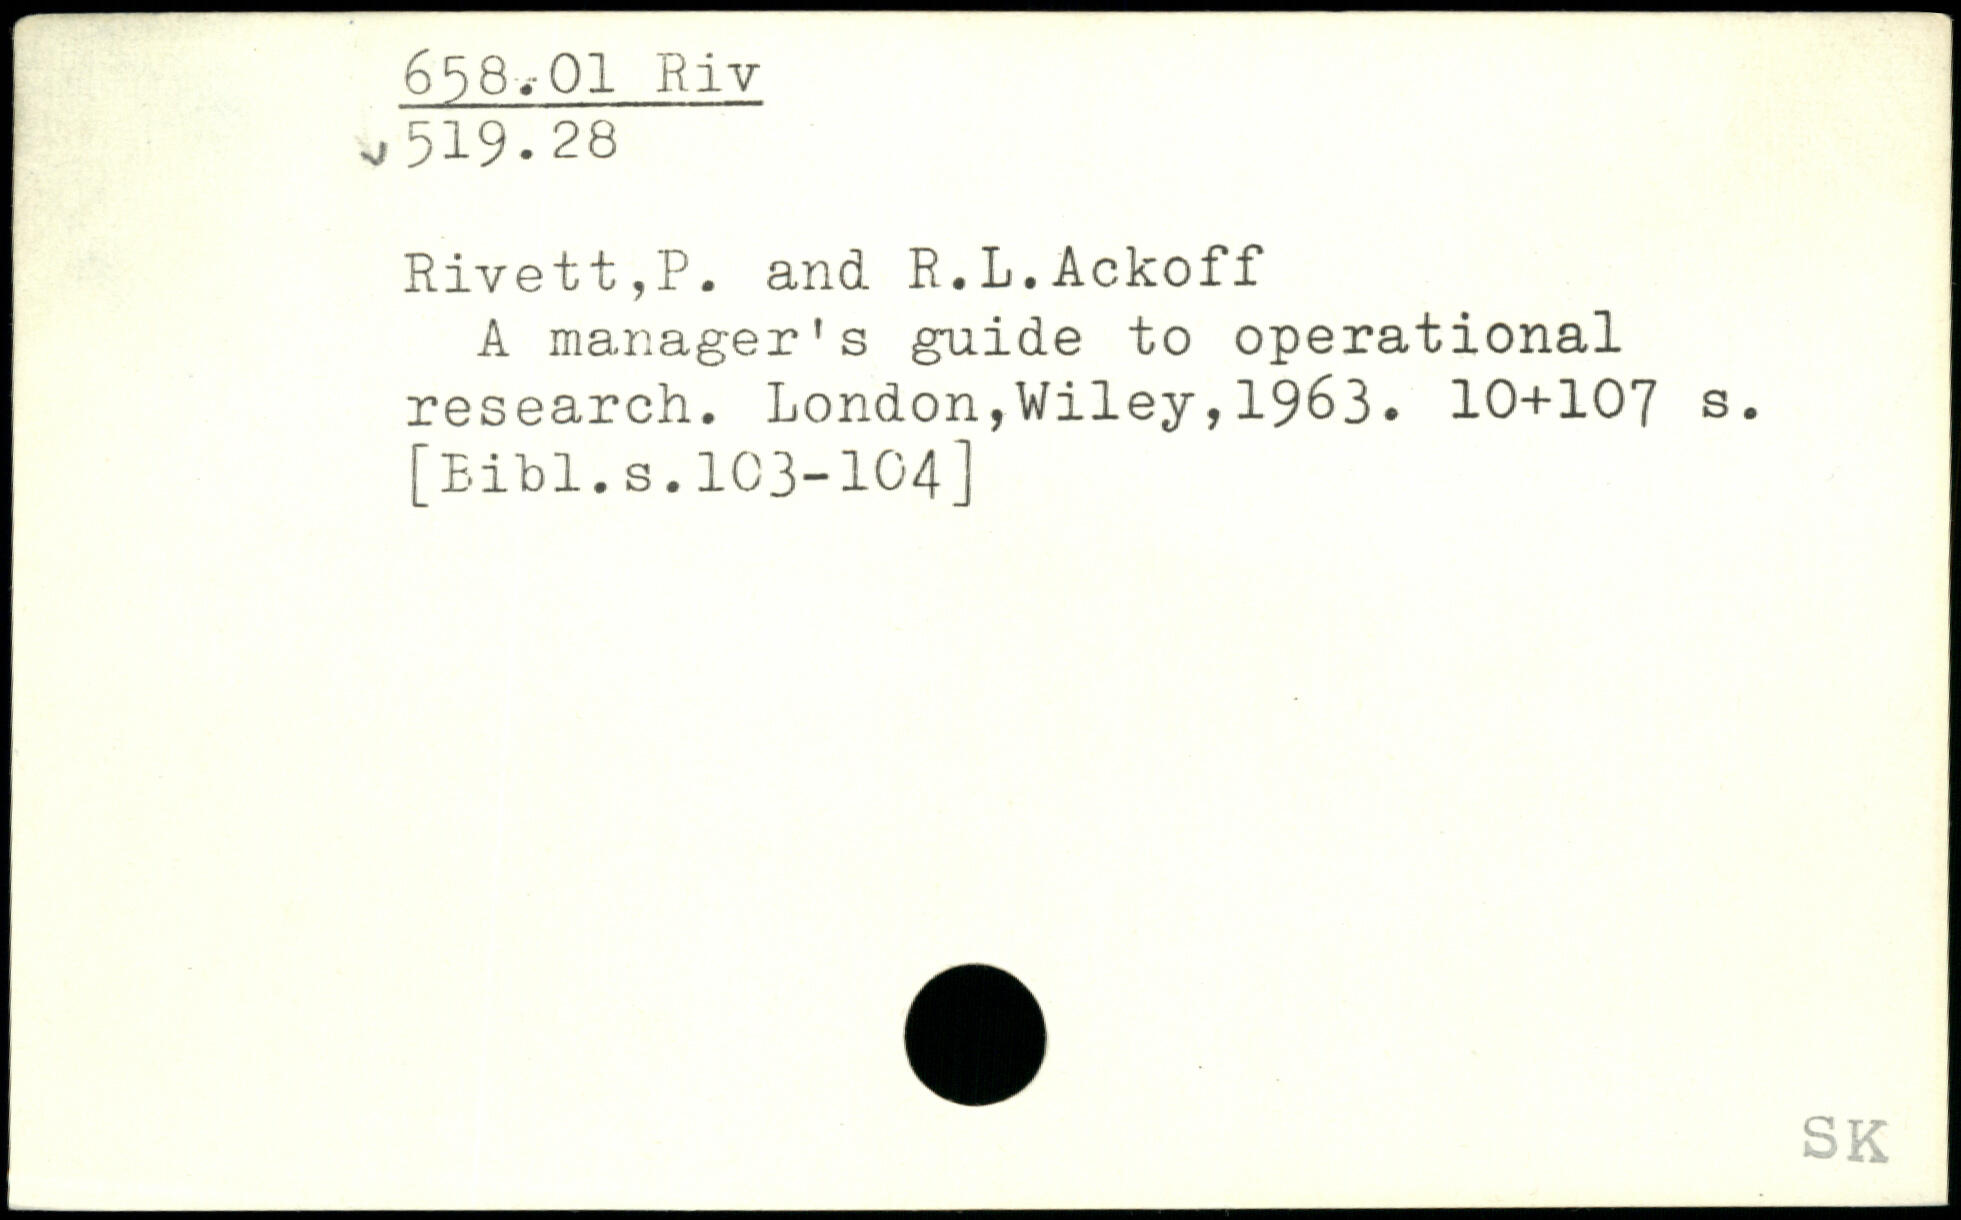 658.01 Riv
519.28
Rivett,P. and R.L.Ackoff
A manager's guide to operational
research. London,Wiley,1963. 10+107 s.
[Bibl.s.103-104]
SK